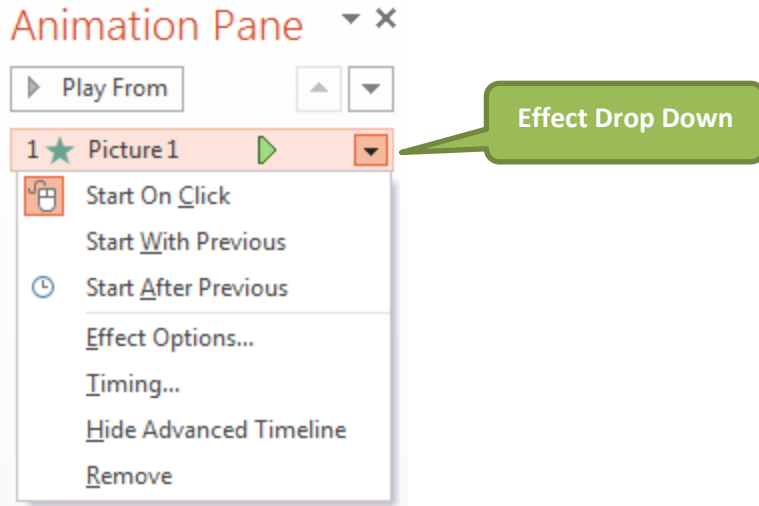 Animation Pane
Play From
Effect Drop Down
1 Picture 1
Start On Click
Start With Previous
Start After Previous
Effect Options...
Timing...
Hide Advanced Timeline
Remove